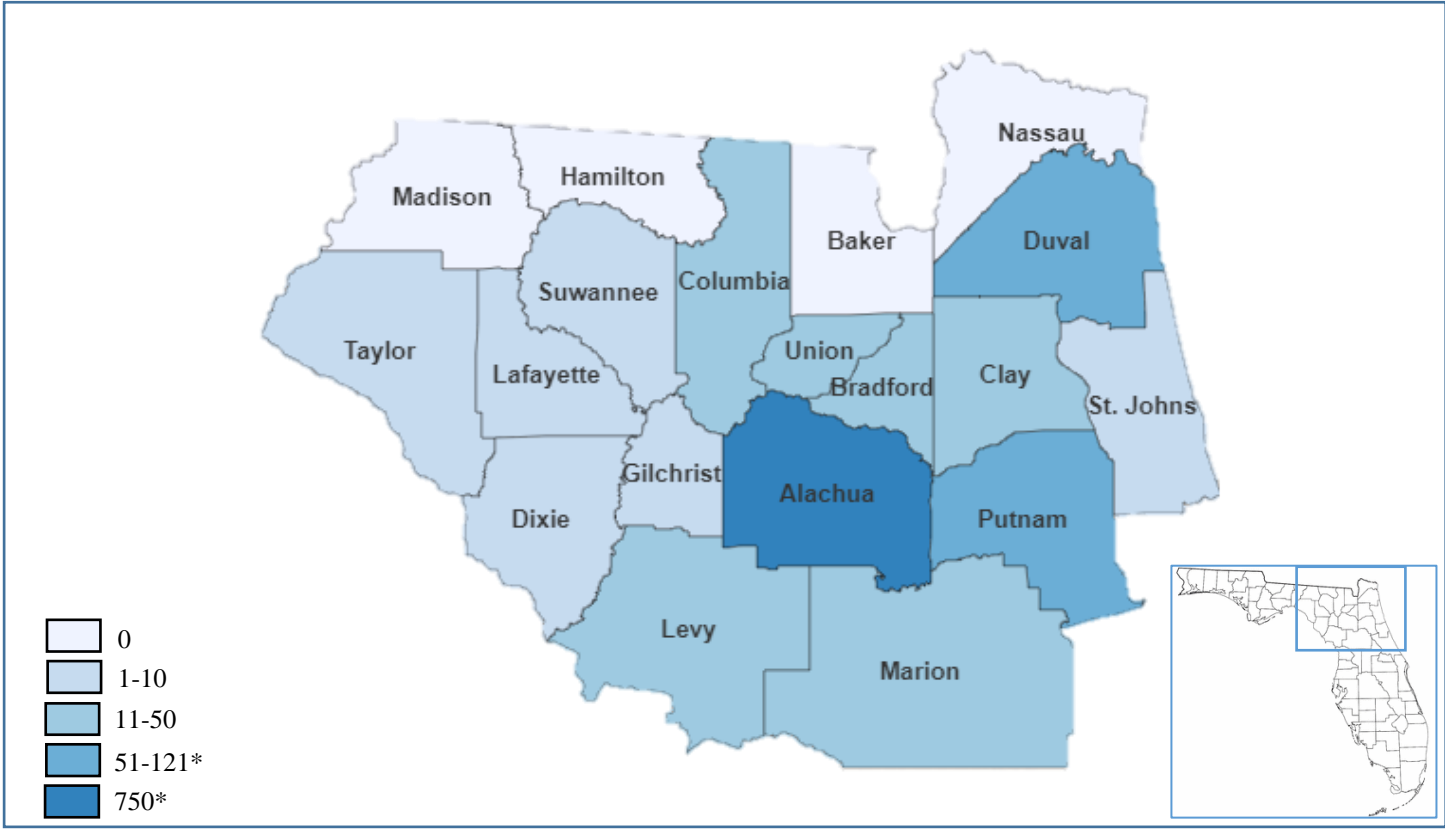 Nassau
Hamilton
Madison
Baker
Duval
Columbia
Suwannee
Taylor
Union
Lafayette
Clay
Bradford
St. Johns
Gilchrist
Alachua
Dixie
Putnam
Levy
Marion
0
1-10
11-50
51-121*
750*